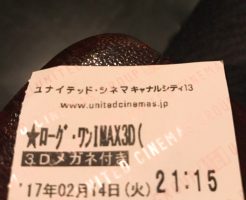 ユナイテッド・シネマ キャナルシティ13
www.unitedcinemas.jp
★ローグ・ワンIMAX3D(
3Dメガネ付き
'17年02月14日(火) 21:15